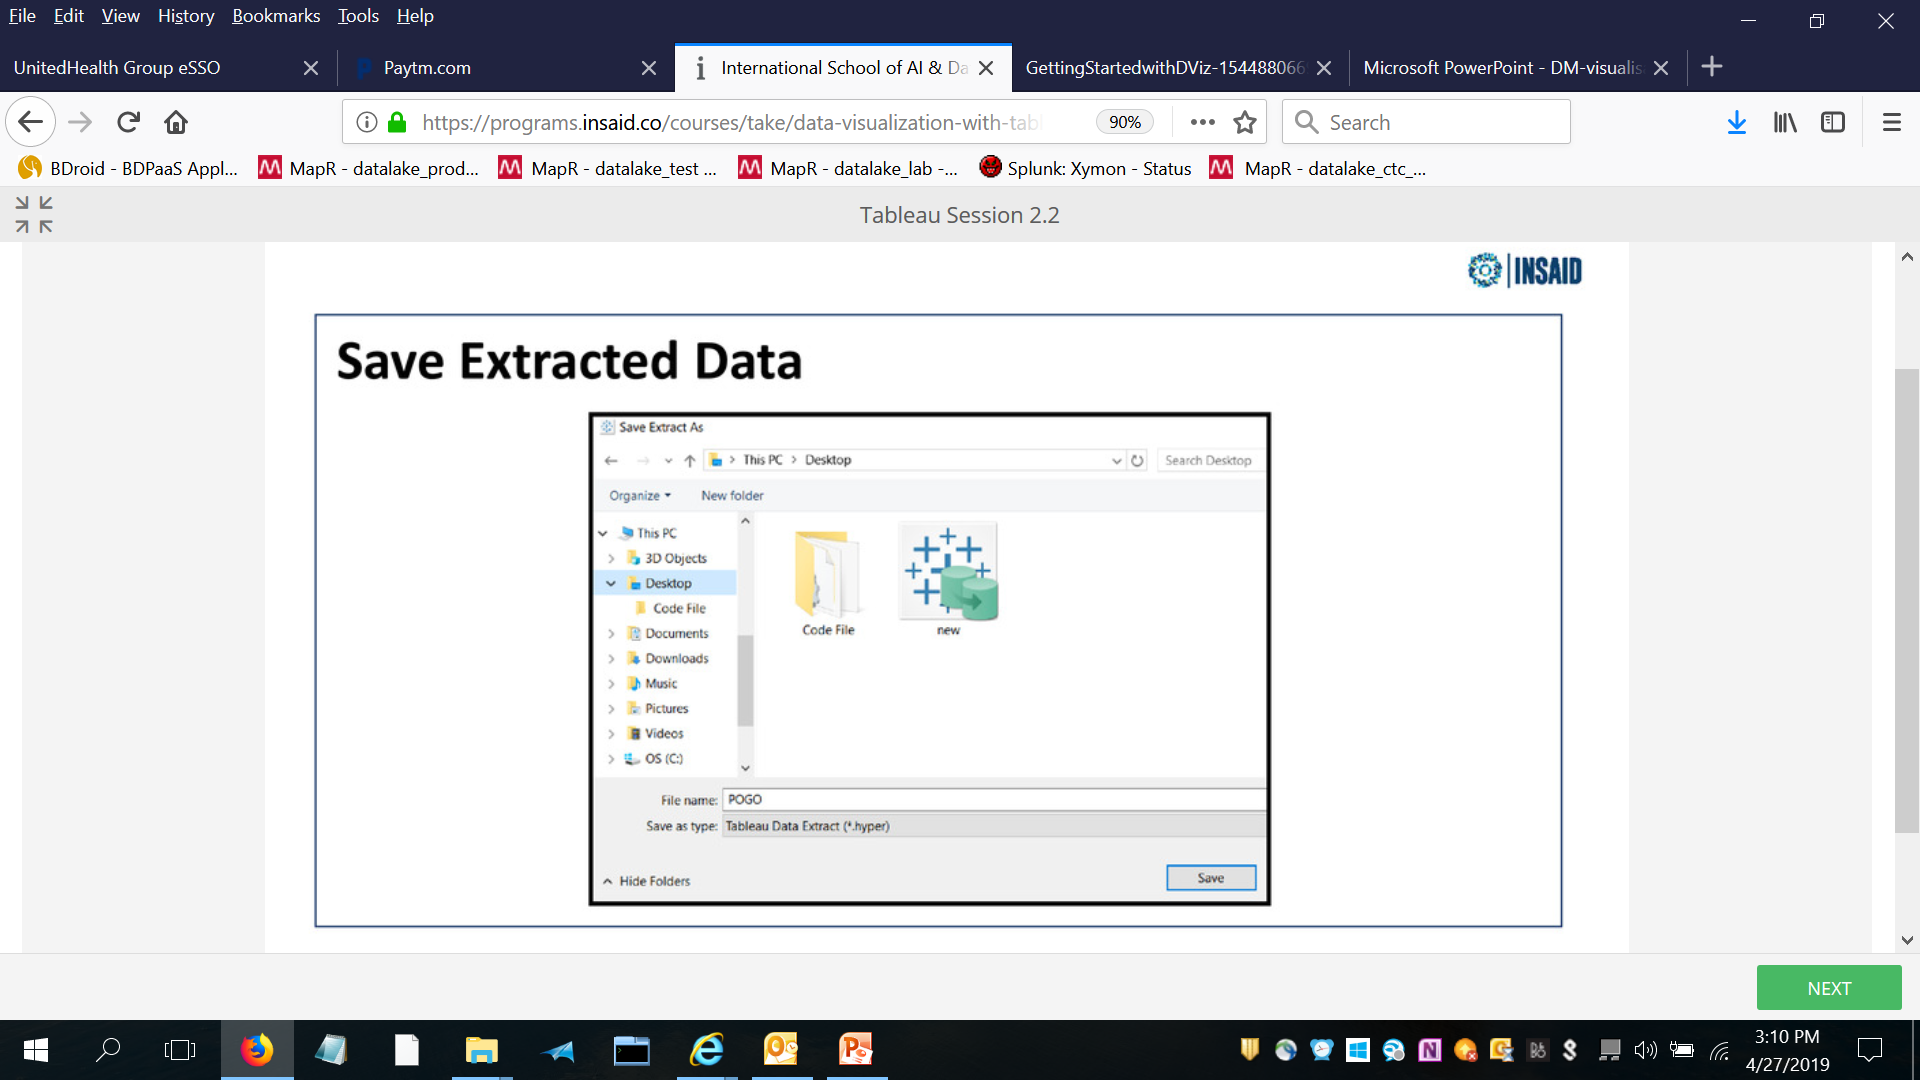 File Edit View History Bookmarks Tools Help
UnitedHealth Group eSSO
Paytm.com
International School of AI & Da
GettingStartedwithDViz-154488066
Microsoft PowerPoint - DM-visualis
https://programs.insaid.co/courses/take/data-visualization-with-tabl
90%
Search
BDroid - BDPaaS Appl...
MapR - datalake_prod...
MapR - datalake_test ...
MapR - datalake_lab -...
Splunk: Xymon - Status
MapR - datalake_ctc_...
Tableau Session 2.2
INSAID
Save Extracted Data
Save Extract As
This PC > Desktop
Search Desktop
Organize
New folder
This PC
3D Objects
Desktop
Code File
Documents
Downloads
Music
Pictures
Videos
OS (C:)
Code File
new
File name: POGO
Save as type: Tableau Data Extract (*.hyper)
Hide Folders
Save
NEXT
3:10 PM
4/27/2019